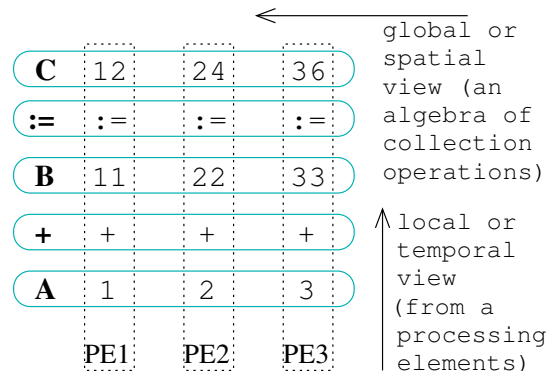 global or
spatial
view (an
algebra of
collection
operations)
C 12 24 36
:= := := :=
B 11 22 33
+ + + +
A 1 2 3
PE1 PE2 PE3
local or
temporal
view
(from a
processing
elements)